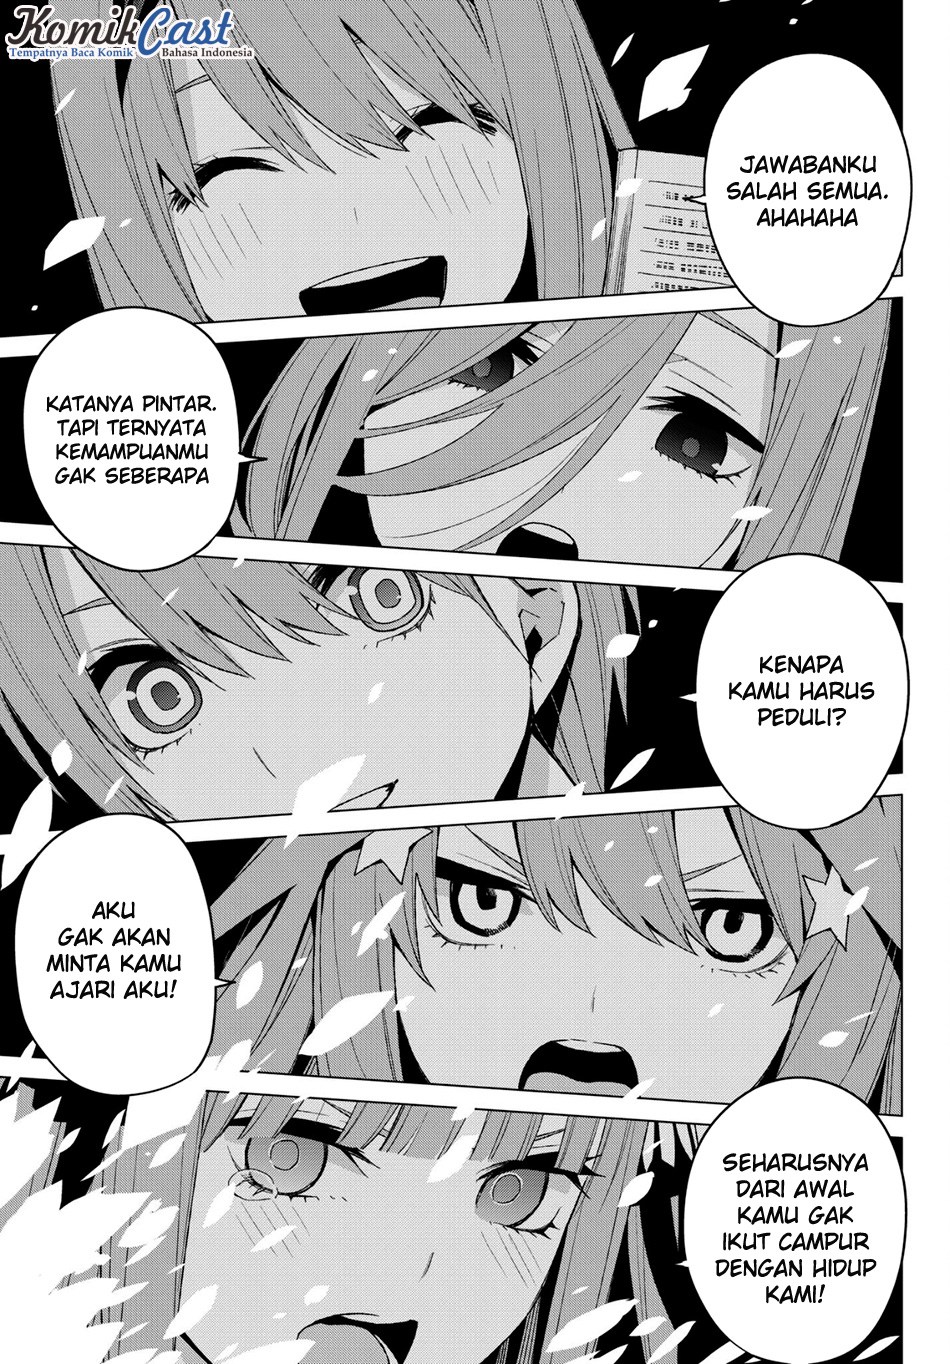 KomikCast
Tempatnya Baca Komik Bahasa Indonesia
JAWABANKU
SALAH SEMUA.
AHAHAHA
KATANYA PINTAR.
TAPI TERNYATA
KEMAMPUANMU
GAK SEBERAPA
KENAPA
KAMU HARUS
PEDULI?
AKU
GAK AKAN
MINTA KAMU
AJARI AKU!
SEHARUSNYA
DARI AWAL
KAMU GAK
IKUT CAMPUR
DENGAN HIDUP
KAMI!